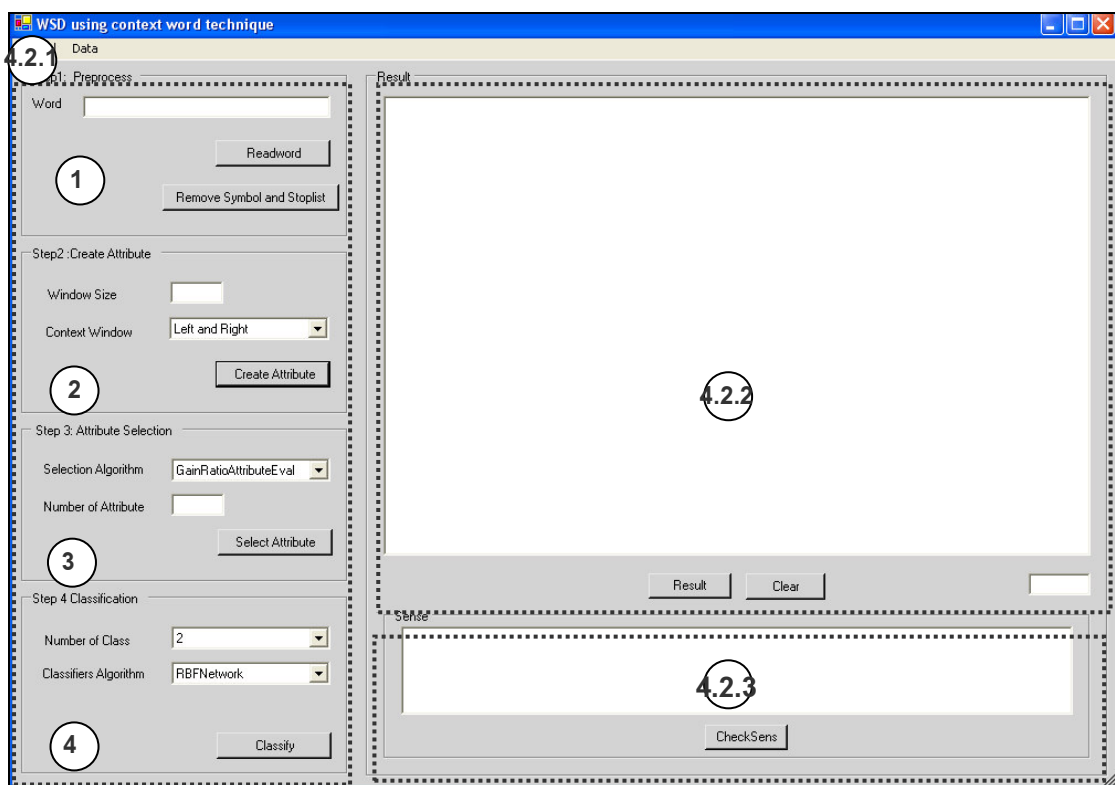 WSD using context word technique
4.2.1 Data
Step1: Preprocess
Word
Readword
1
Remove Symbol and Stoplist
Step2 :Create Attribute
Window Size
Context Window Left and Right
2
Create Attribute
Step 3: Attribute Selection
Selection Algorithm GainRatioAttributeEval
Number of Attribute
Select Attribute
3
Step 4 Classification
Number of Class 2
Classifiers Algorithm RBFNetwork
4
Classify
Result
4.2.2
Result Clear
Sense
4.2.3
CheckSens